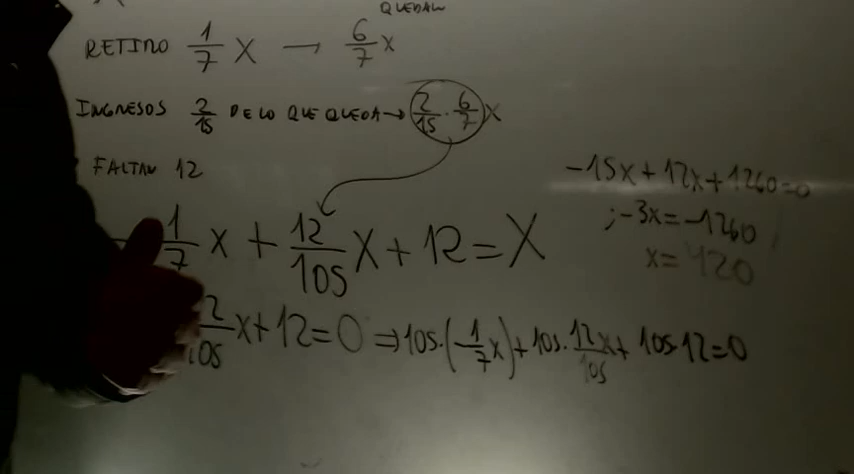 QUEDAN
RETIRO 1/7 X → 6/7 X
INGRESOS 2/15 DE LO QUE QUEDA → 2/15 · 6/7 X
FALTAN 12
- 1/7 X + 12/105 X + 12 = X
2/105 X + 12 = 0 ⇒ 105·(-1/7 X) + 105· 12/105 X + 105·12 = 0
-15X + 12X + 1260 = 0
; -3X = -1260
X = 420